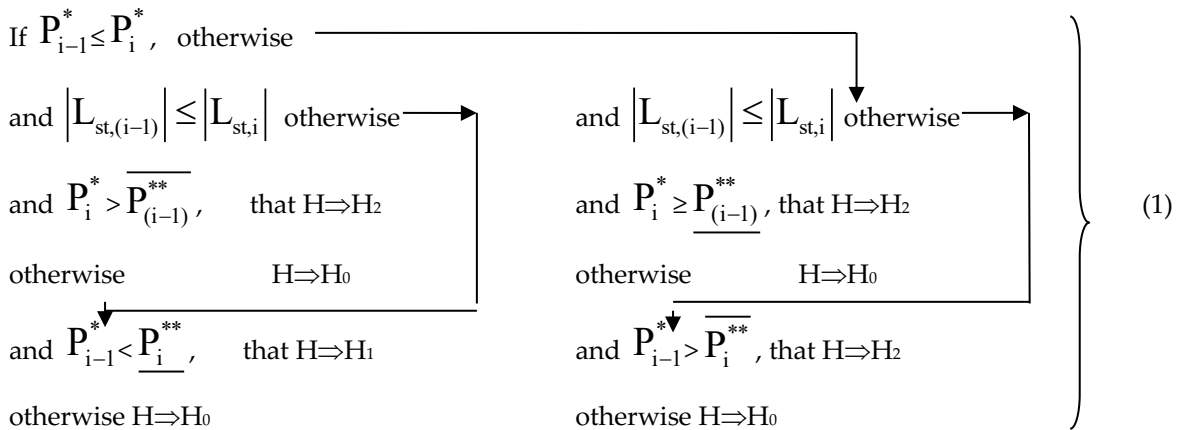 If P*_{i−1} ≤ P*_i , otherwise
and |L_{st,(i−1)}| ≤ |L_{st,i}| otherwise
and P*_i > \overline{P^{**}_{(i−1)}} , that H⇒H₂
otherwise H⇒H₀
and P*_{i−1} < \underline{P^{**}_i} , that H⇒H₁
otherwise H⇒H₀
and |L_{st,(i−1)}| ≤ |L_{st,i}| otherwise
and P*_i ≥ \underline{P^{**}_{(i−1)}} , that H⇒H₂
otherwise H⇒H₀
and P*_{i−1} > \overline{P^{**}_i} , that H⇒H₂
otherwise H⇒H₀
(1)